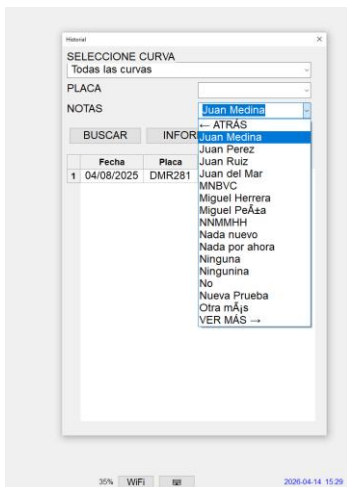 Historial
SELECCIONE CURVA
Todas las curvas
PLACA
NOTAS
Juan Medina
BUSCAR
INFOR
← ATRÁS
Juan Medina
Juan Perez
Juan Ruiz
Juan del Mar
MNBVC
Miguel Herrera
Miguel PeÃ±a
NNMMHH
Nada nuevo
Nada por ahora
Ninguna
Ningunina
No
Nueva Prueba
Otra mÃ¡s
VER MÁS →
Fecha Placa
1 04/08/2025 DMR281
35% WiFi 2026-04-14 15:29